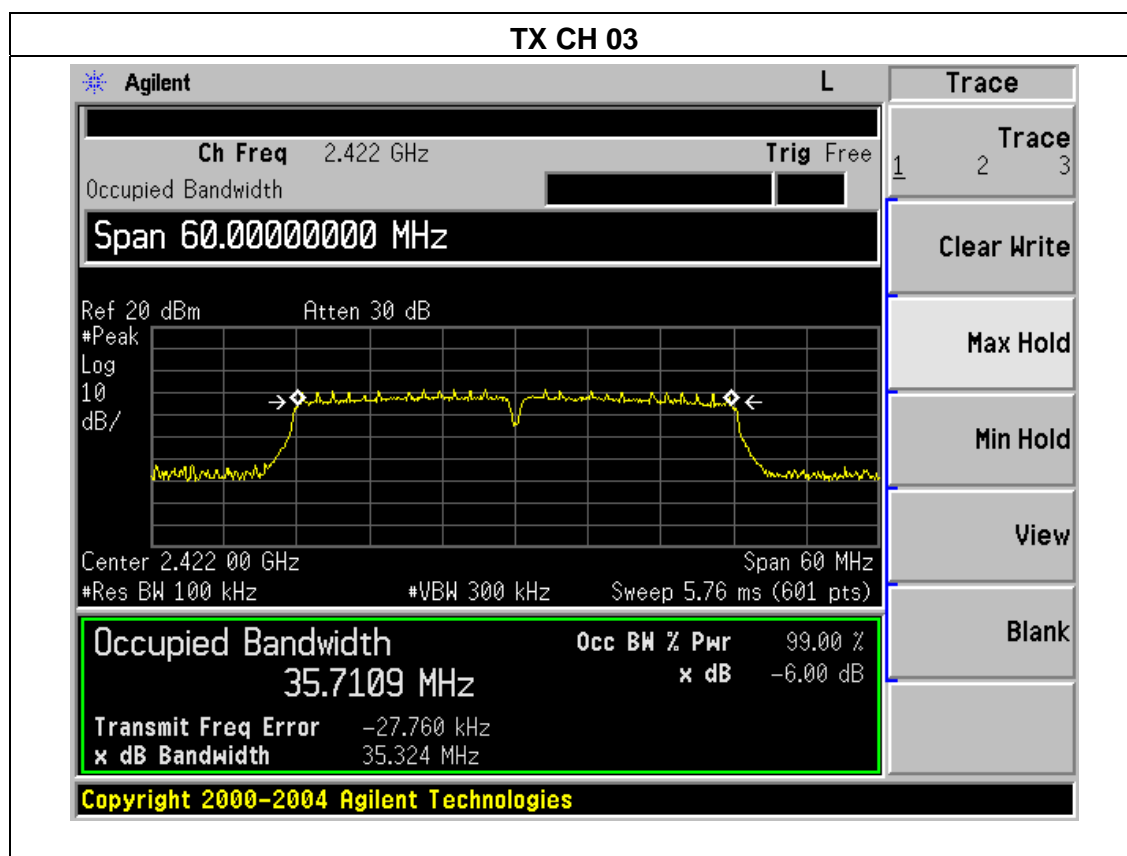 TX CH 03
Agilent L Trace
Ch Freq 2.422 GHz Trig Free
Occupied Bandwidth
Span 60.00000000 MHz
Ref 20 dBm Atten 30 dB
#Peak
Log
10
dB/
Center 2.422 00 GHz Span 60 MHz
#Res BW 100 kHz #VBW 300 kHz Sweep 5.76 ms (601 pts)
Occupied Bandwidth Occ BW % Pwr 99.00 %
35.7109 MHz x dB -6.00 dB
Transmit Freq Error -27.760 kHz
x dB Bandwidth 35.324 MHz
Copyright 2000-2004 Agilent Technologies
Trace
1 2 3
Clear Write
Max Hold
Min Hold
View
Blank